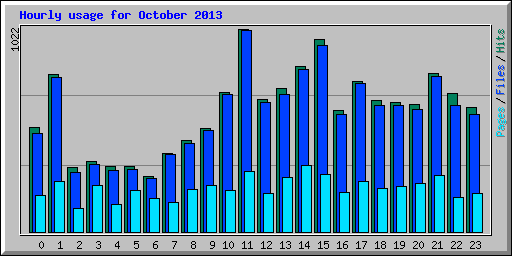 Hourly usage for October 2013
1022
Pages/Files/Hits
0 1 2 3 4 5 6 7 8 9 10 11 12 13 14 15 16 17 18 19 20 21 22 23